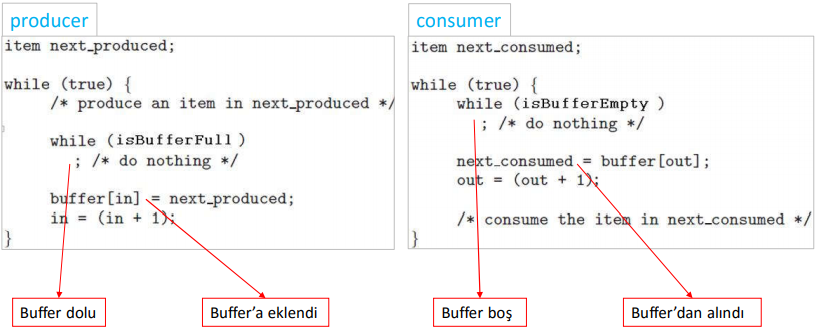 producer
item next_produced;
while (true) {
/* produce an item in next_produced */
while (isBufferFull )
; /* do nothing */
buffer[in] = next_produced;
in = (in + 1);
}
Buffer dolu
Buffer’a eklendi
consumer
item next_consumed;
while (true) {
while (isBufferEmpty )
; /* do nothing */
next_consumed = buffer[out];
out = (out + 1);
/* consume the item in next_consumed */
}
Buffer boş
Buffer’dan alındı